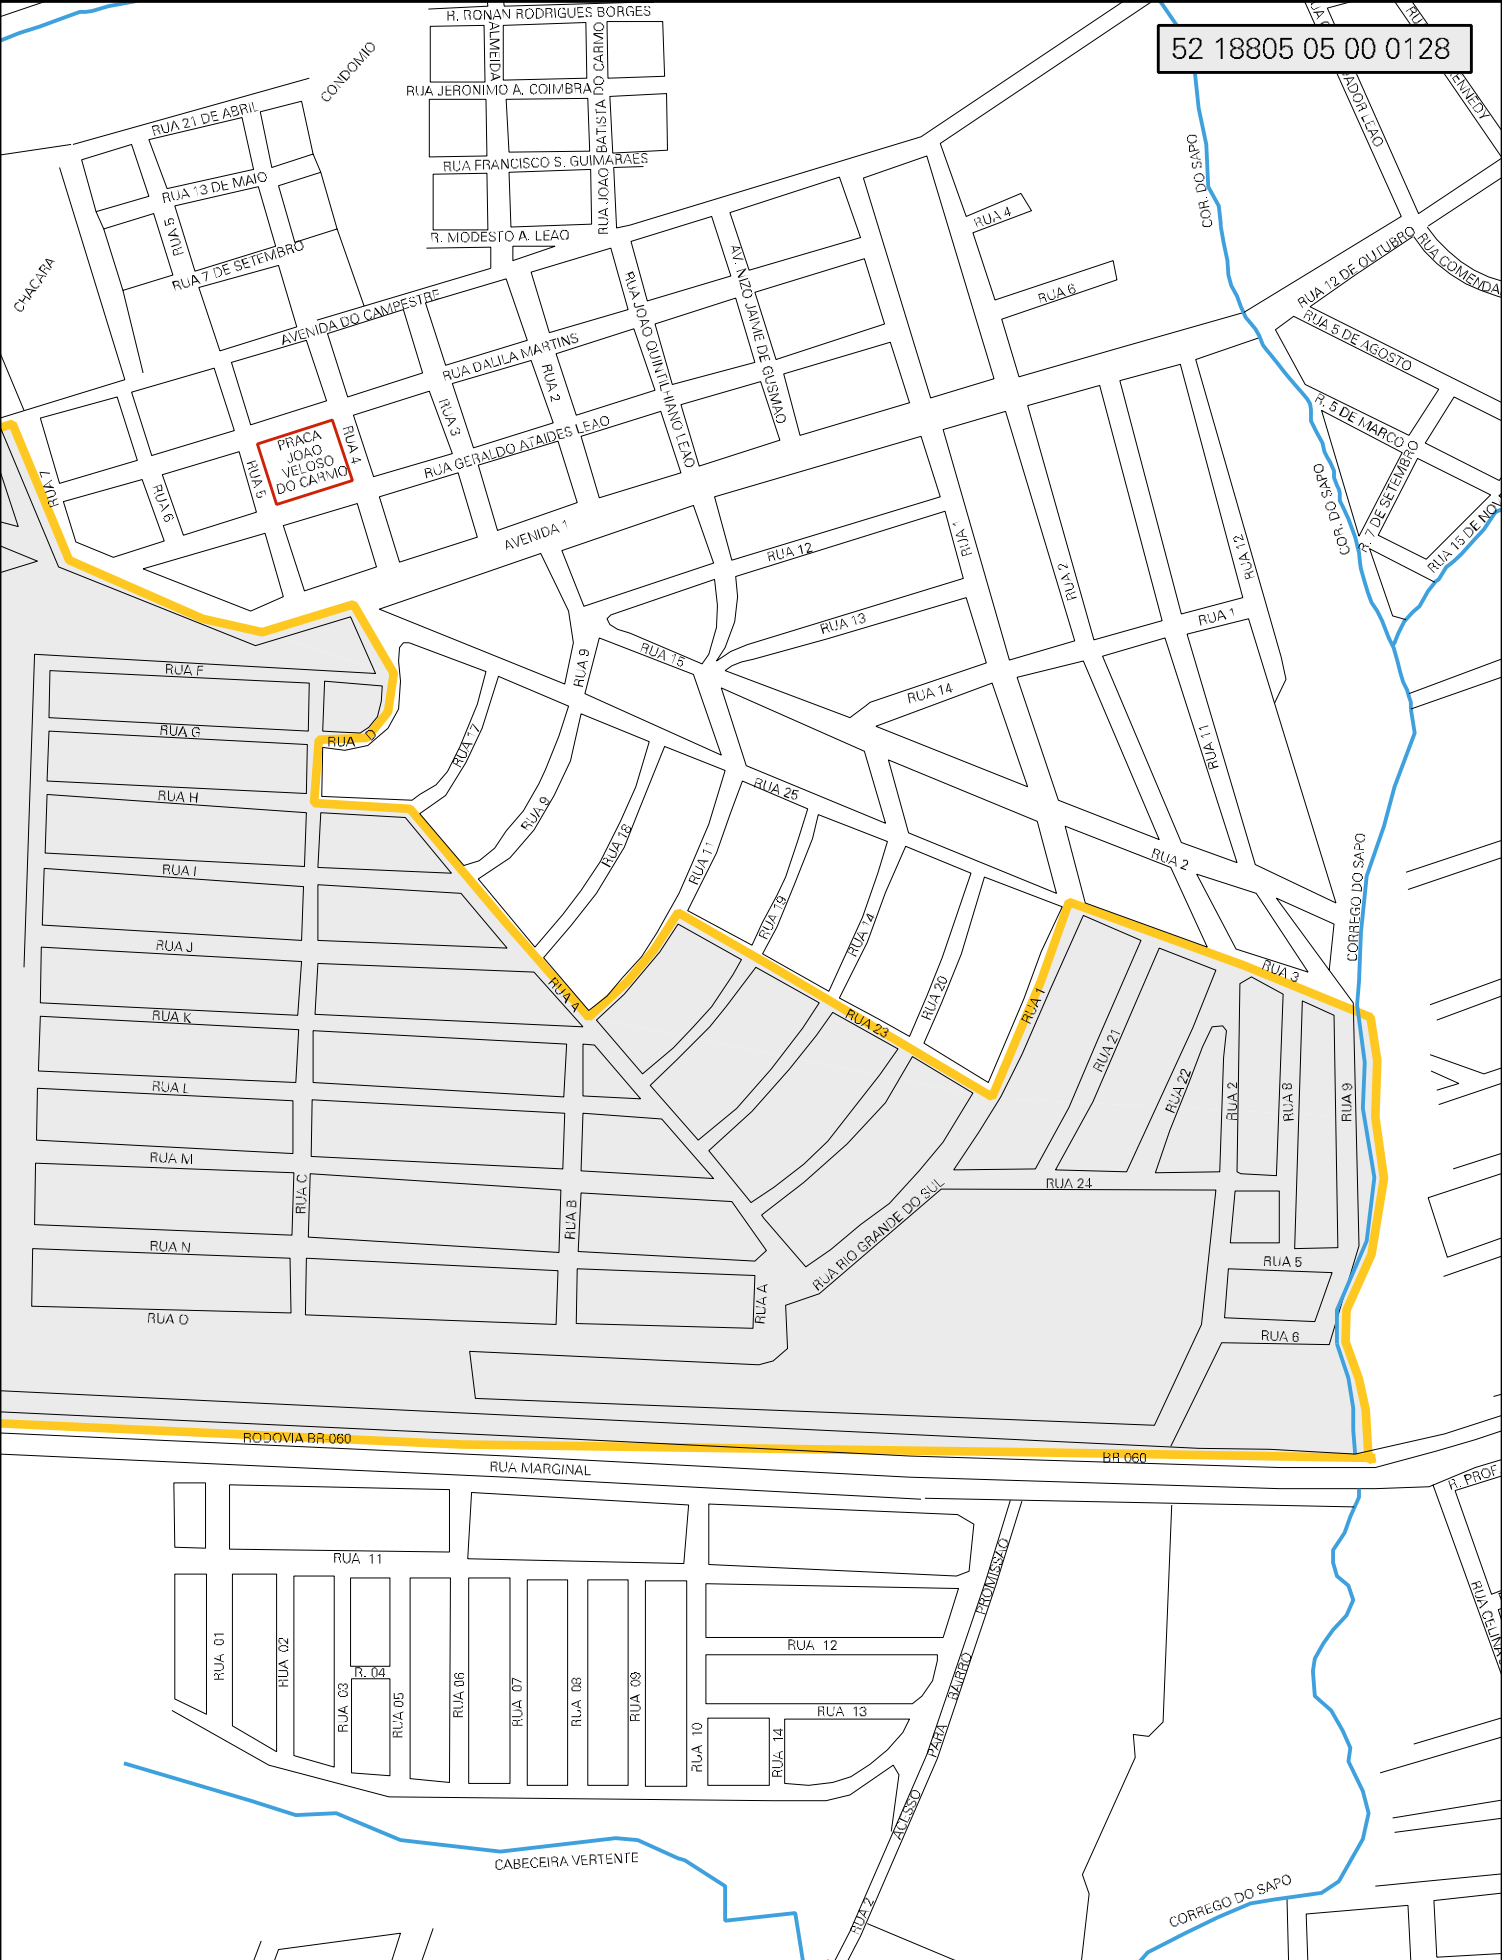 R. RONAN RODRIGUES BORGES
52 18805 05 00 0128
ALMEIDA
RUA JOAO BATISTA DO CARMO
CONDOMIO
RUA JERONIMO A. COIMBRA
RUA 21 DE ABRIL
RUA FRANCISCO S. GUIMARAES
RUA 13 DE MAIO
COR. DO SAPO
RUA 5
RUA 4
R. MODESTO A. LEAO
RUA 7 DE SETEMBRO
CHACARA
RUA 12 DE OUTUBRO
RUA COMENDA
RUA 6
AVENIDA DO CAMPESTRE
RUA JOAO QUINTILHIANO LEAO
AV. NIZO JAIME DE GUSMAO
RUA 5 DE AGOSTO
RUA DALILA MARTINS
RUA 2
R. 5 DE MARCO
RUA 3
RUA GERALDO ATAIDES LEAO
PRACA
JOAO
VELOSO
DO CARMO
RUA 4
RUA 5
RUA 6
RUA 7
AVENIDA 1
RUA 12
RUA 1
RUA 2
RUA 12
COR. DO SAPO
R. 7 DE SETEMBRO
RUA 15 DE NOV
RUA 1
RUA 13
RUA 15
RUA 9
RUA F
RUA 14
RUA G
RUA D
RUA 17
RUA 11
RUA H
RUA 25
RUA 9
RUA 18
RUA 11
RUA 2
RUA I
CORREGO DO SAPO
RUA 19
RUA 14
RUA J
RUA 3
RUA A
RUA 20
RUA 1
RUA K
RUA 23
RUA 21
RUA 22
RUA 2
RUA 8
RUA 9
RUA L
RUA M
RUA C
RUA B
RUA 24
RUA RIO GRANDE DO SUL
RUA N
RUA 5
RUA A
RUA O
RUA 6
RODOVIA BR 060
BR 060
RUA MARGINAL
R. PROF
RUA 11
PROMISSAO
RUA CELINA
RUA 01
RUA 02
RUA 12
R. 04
RUA 03
RUA 05
RUA 06
RUA 07
RUA 08
RUA 09
BAIRRO
RUA 13
RUA 10
RUA 14
PARA
ACESSO
CABECEIRA VERTENTE
CORREGO DO SAPO
RUA 2